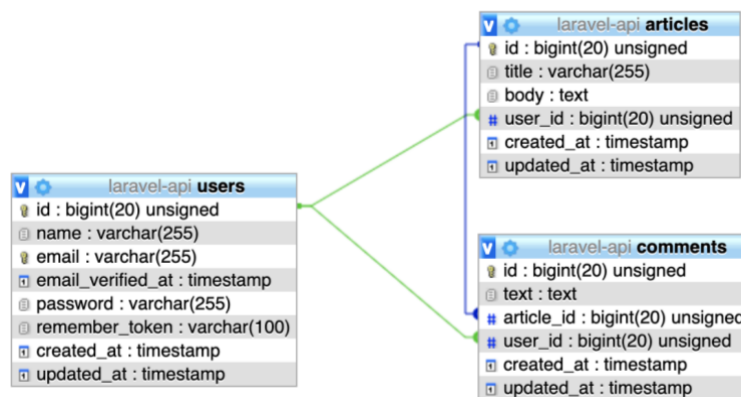 laravel-api users
id : bigint(20) unsigned
name : varchar(255)
email : varchar(255)
email_verified_at : timestamp
password : varchar(255)
remember_token : varchar(100)
created_at : timestamp
updated_at : timestamp
laravel-api articles
id : bigint(20) unsigned
title : varchar(255)
body : text
user_id : bigint(20) unsigned
created_at : timestamp
updated_at : timestamp
laravel-api comments
id : bigint(20) unsigned
text : text
article_id : bigint(20) unsigned
user_id : bigint(20) unsigned
created_at : timestamp
updated_at : timestamp